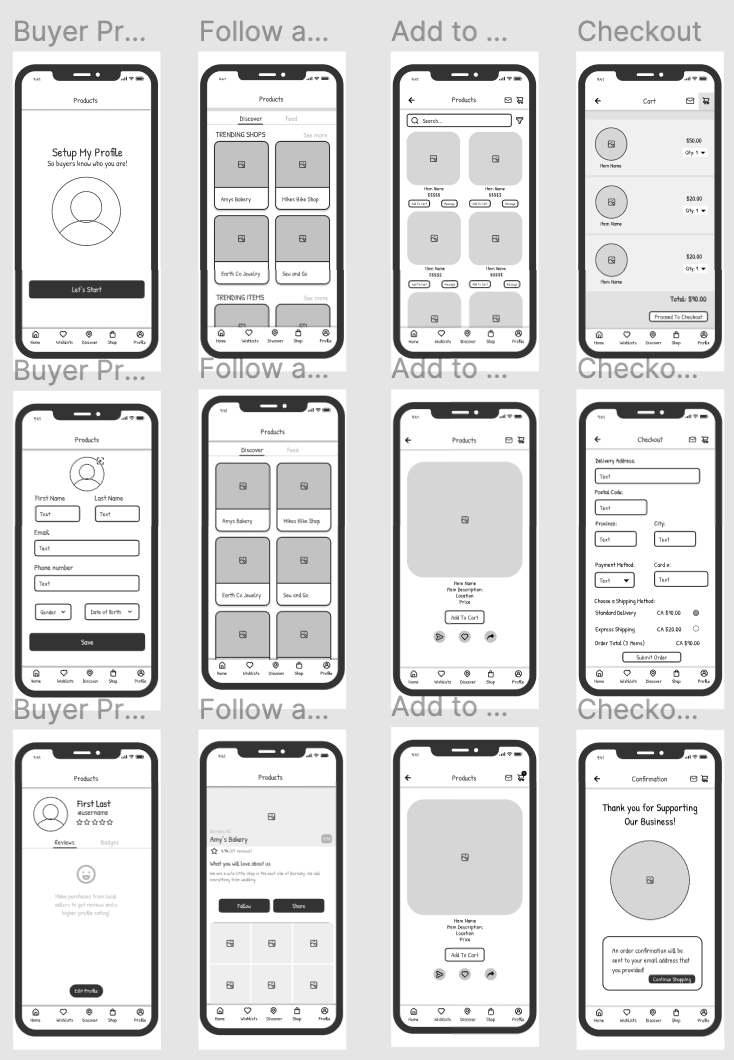 Buyer Pr...
9:41
Products
Setup My Profile
So buyers know who you are!
Let's Start
Home Wishlists Discover Shop Profile
Follow a...
9:41
Products
Discover Feed
TRENDING SHOPS See more
Amys Bakery Mikes Bike Shop
Earth Co Jewelry Sew and Go
TRENDING ITEMS See more
Home Wishlists Discover Shop Profile
Add to ...
9:41
Products
Search...
Item Name Item Name
$$$$$ $$$$$
Add To Cart Message Add To Cart Message
Item Name Item Name
$$$$$ $$$$$
Add To Cart Message Add To Cart Message
Home Wishlists Discover Shop Profile
Checkout
9:41
Cart
$50.00
Qty: 1
Item Name
$20.00
Qty: 1
Item Name
$20.00
Qty: 1
Item Name
Total: $90.00
Proceed To Checkout
Home Wishlists Discover Shop Profile
Buyer Pr...
9:41
Products
First Name Last Name
Text Text
Email
Text
Phone number
Text
Gender Date of Birth
Save
Home Wishlists Discover Shop Profile
Follow a...
9:41
Products
Discover Feed
Amys Bakery Mikes Bike Shop
Earth Co Jewelry Sew and Go
Home Wishlists Discover Shop Profile
Add to ...
9:41
Products
Item Name
Item Description:
Location
Price
Add To Cart
Home Wishlists Discover Shop Profile
Checko...
9:41
Checkout
Delivery Address:
Text
Postal Code:
Text
Province: City:
Text Text
Payment Method: Card #:
Text Text
Choose a Shipping Method:
Standard Delivery CA $10.00
Express Shipping CA $20.00
Order Total (3 Items) CA $90.00
Submit Order
Home Wishlists Discover Shop Profile
Buyer Pr...
9:41
Products
First Last
@username
Reviews Badges
Make purchases from local
sellers to get reviews and a
higher profile rating!
Edit Profile
Home Wishlists Discover Shop Profile
Follow a...
9:41
Products
Burnaby, BC
Amy's Bakery
What you will love about us
We are a cute little shop in the east side of Burnaby. We sell
everything from wedding
Follow Share
Home Wishlists Discover Shop Profile
Add to ...
9:41
Products
Item Name
Item Description:
Location
Price
Add To Cart
Home Wishlists Discover Shop Profile
Checko...
9:41
Confirmation
Thank you for Supporting
Our Business!
An order confirmation will be
sent to your email address that
you provided!
Continue Shopping
Home Wishlists Discover Shop Profile